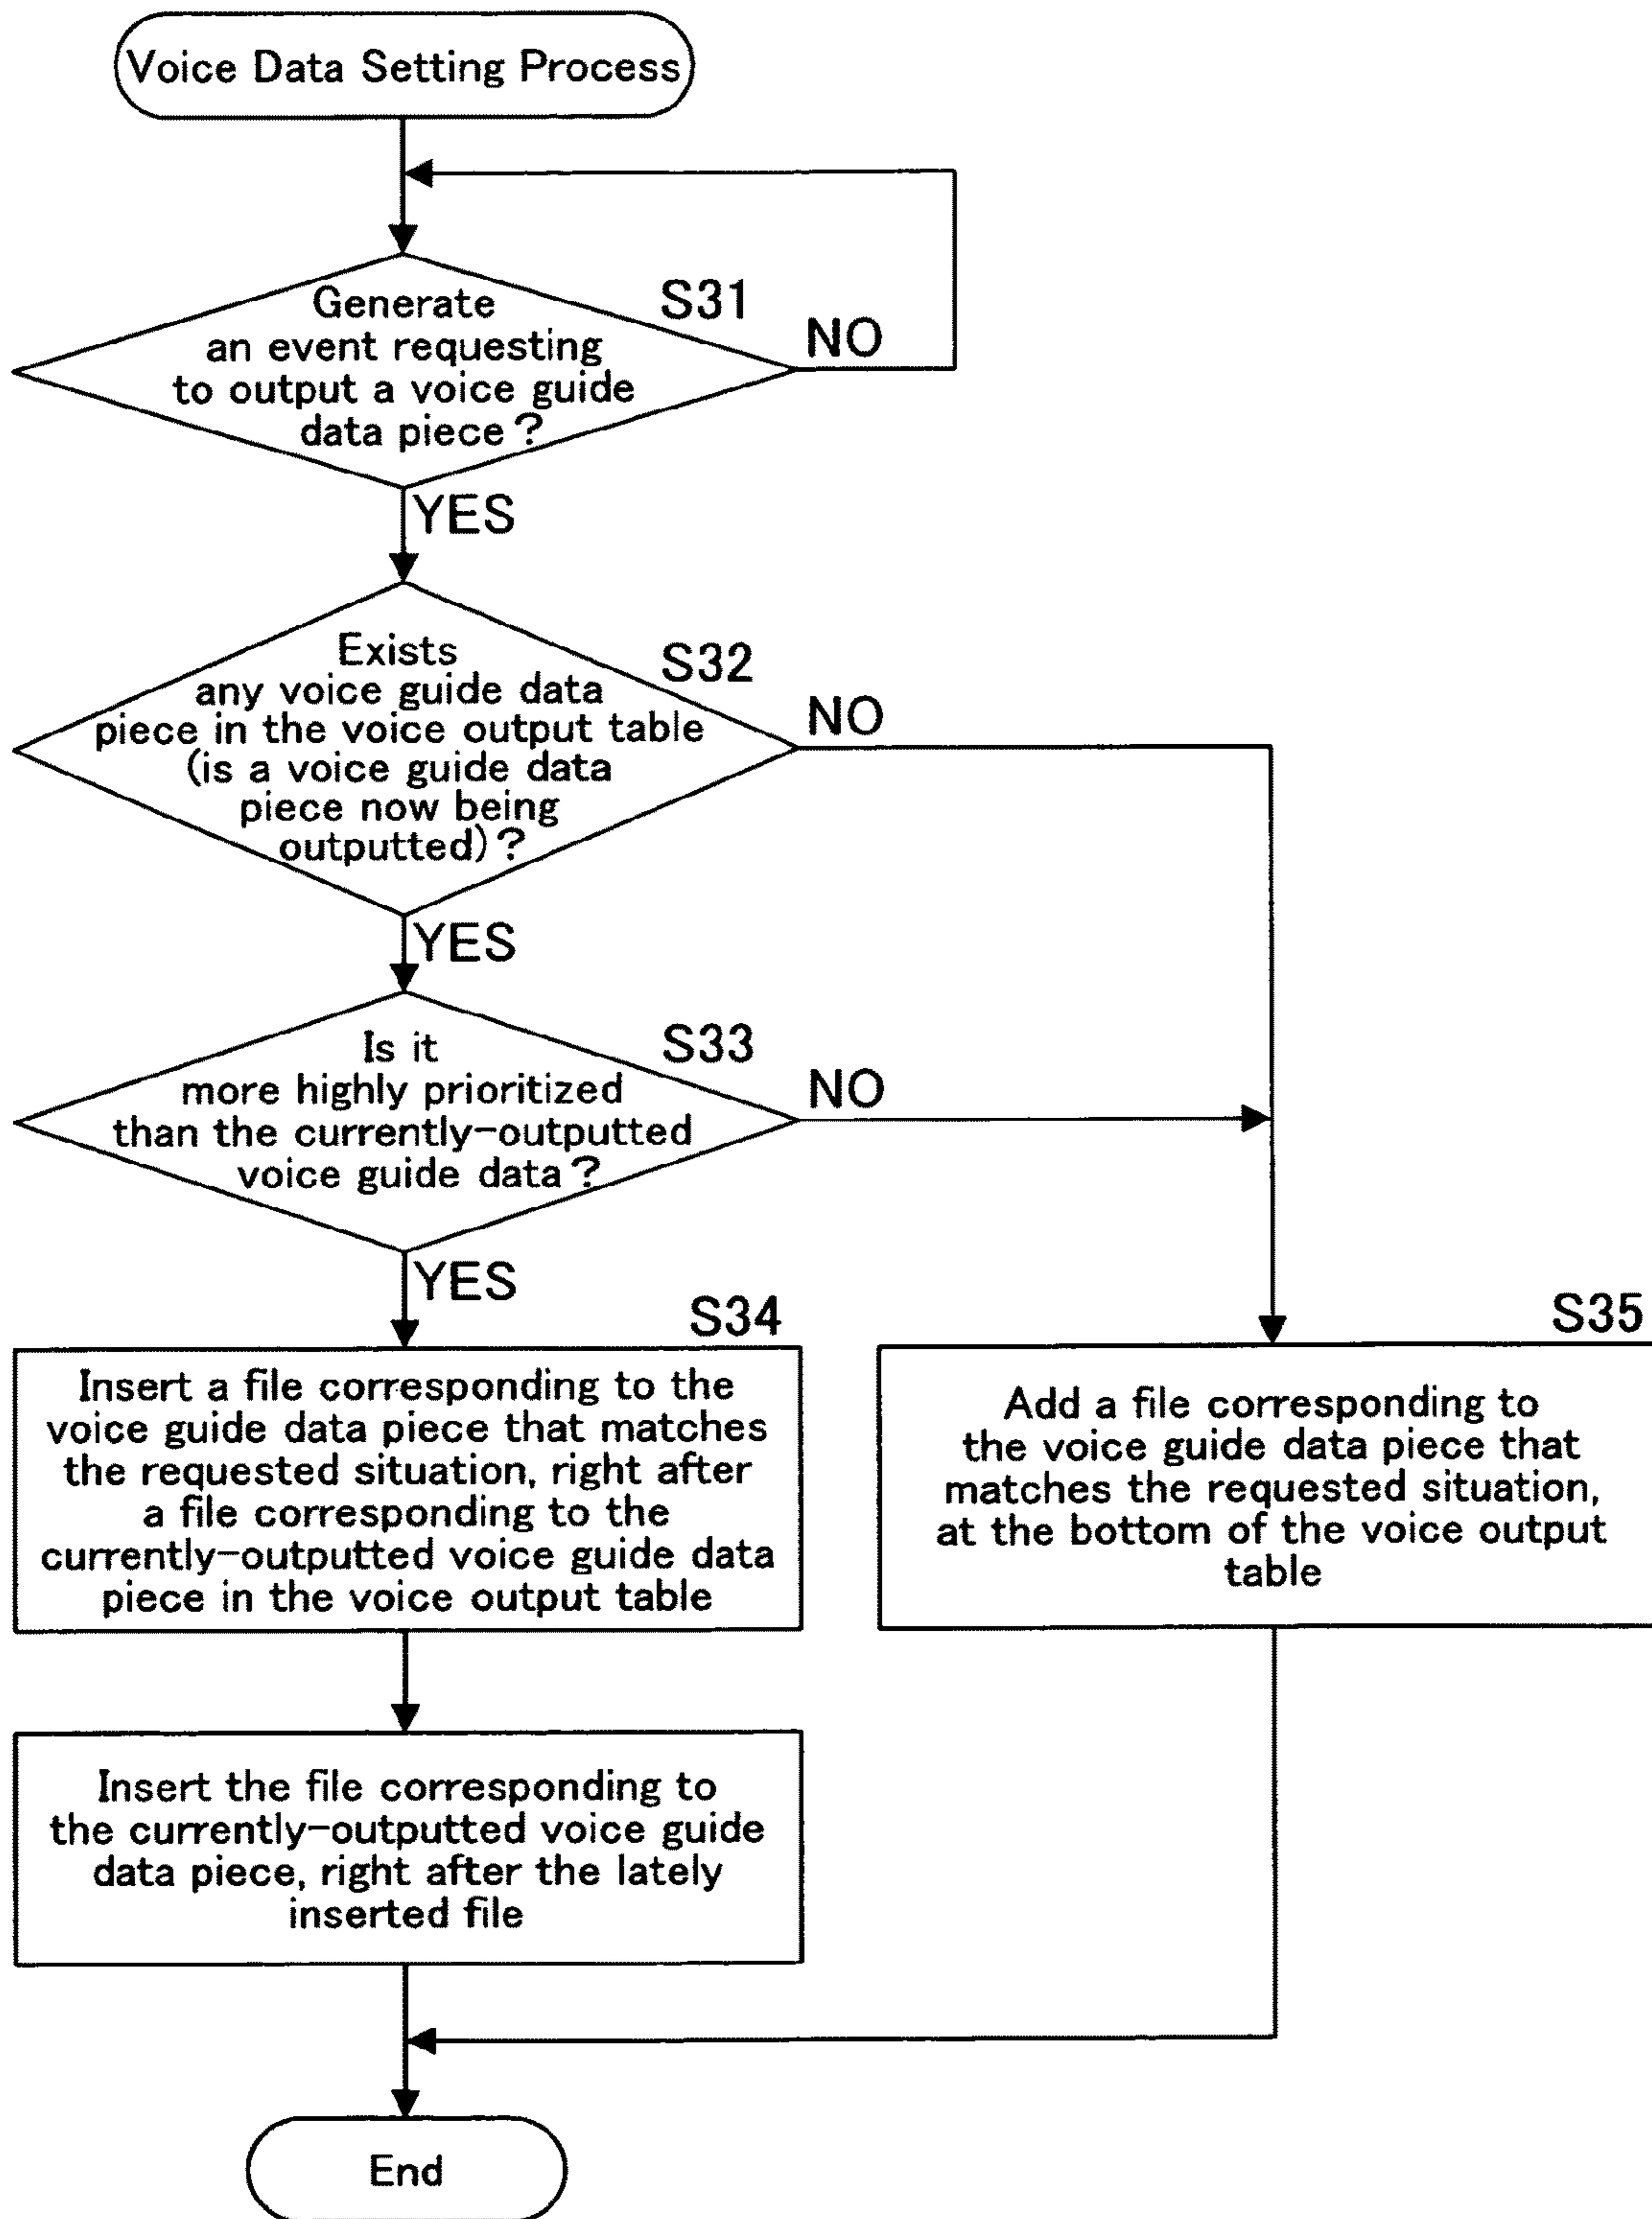 Voice Data Setting Process
Generate
an event requesting
to output a voice guide
data piece?
S31
NO
YES
Exists
any voice guide data
piece in the voice output table
(is a voice guide data
piece now being
outputted)?
S32
NO
YES
Is it
more highly prioritized
than the currently-outputted
voice guide data?
S33
NO
YES
S34
Insert a file corresponding to the
voice guide data piece that matches
the requested situation, right after
a file corresponding to the
currently-outputted voice guide data
piece in the voice output table
S35
Add a file corresponding to
the voice guide data piece that
matches the requested situation,
at the bottom of the voice output
table
Insert the file corresponding to
the currently-outputted voice guide
data piece, right after the lately
inserted file
End